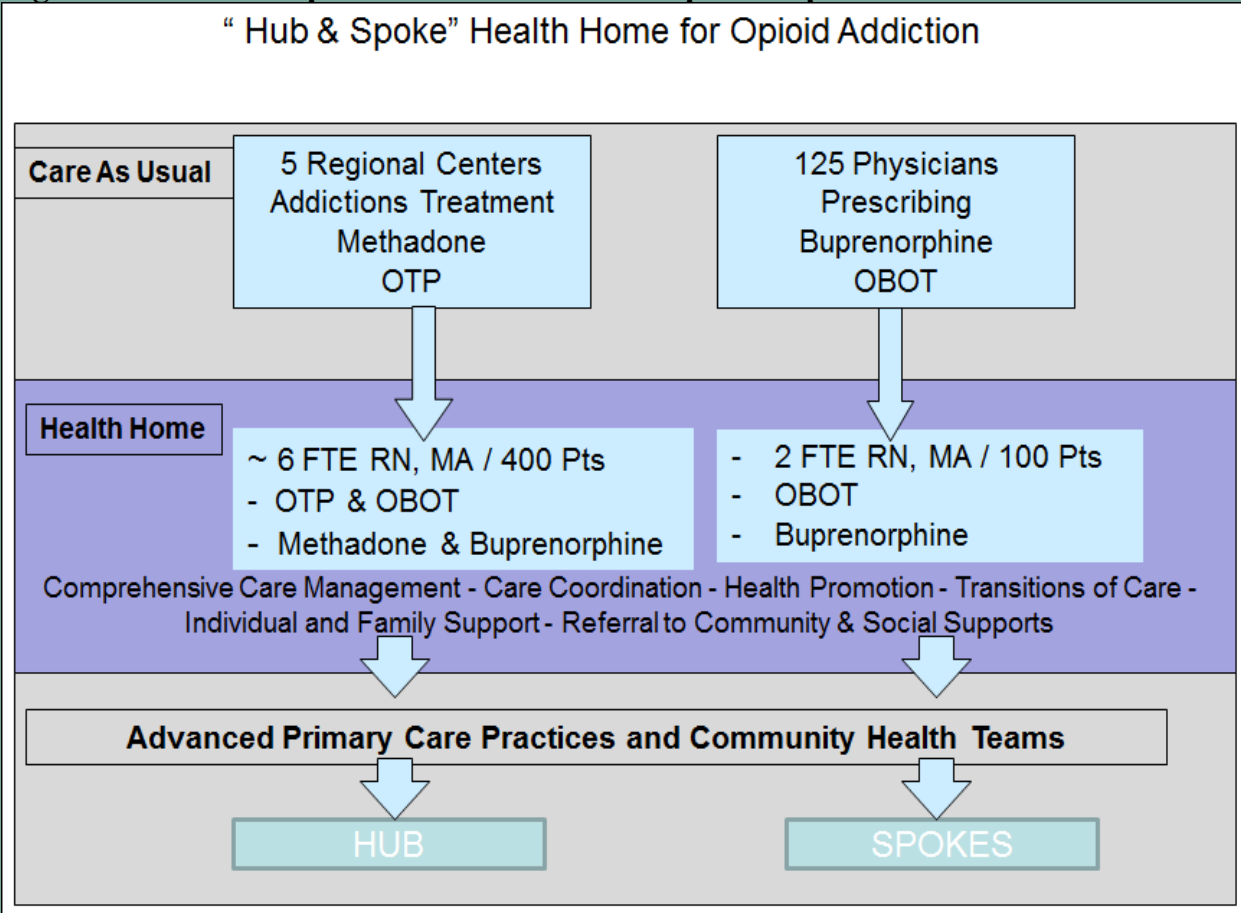 “ Hub & Spoke” Health Home for Opioid Addiction
Care As Usual
5 Regional Centers
Addictions Treatment
Methadone
OTP
125 Physicians
Prescribing
Buprenorphine
OBOT
Health Home
~ 6 FTE RN, MA / 400 Pts
- OTP & OBOT
- Methadone & Buprenorphine
- 2 FTE RN, MA / 100 Pts
- OBOT
- Buprenorphine
Comprehensive Care Management - Care Coordination - Health Promotion - Transitions of Care -
Individual and Family Support - Referral to Community & Social Supports
Advanced Primary Care Practices and Community Health Teams
HUB
SPOKES